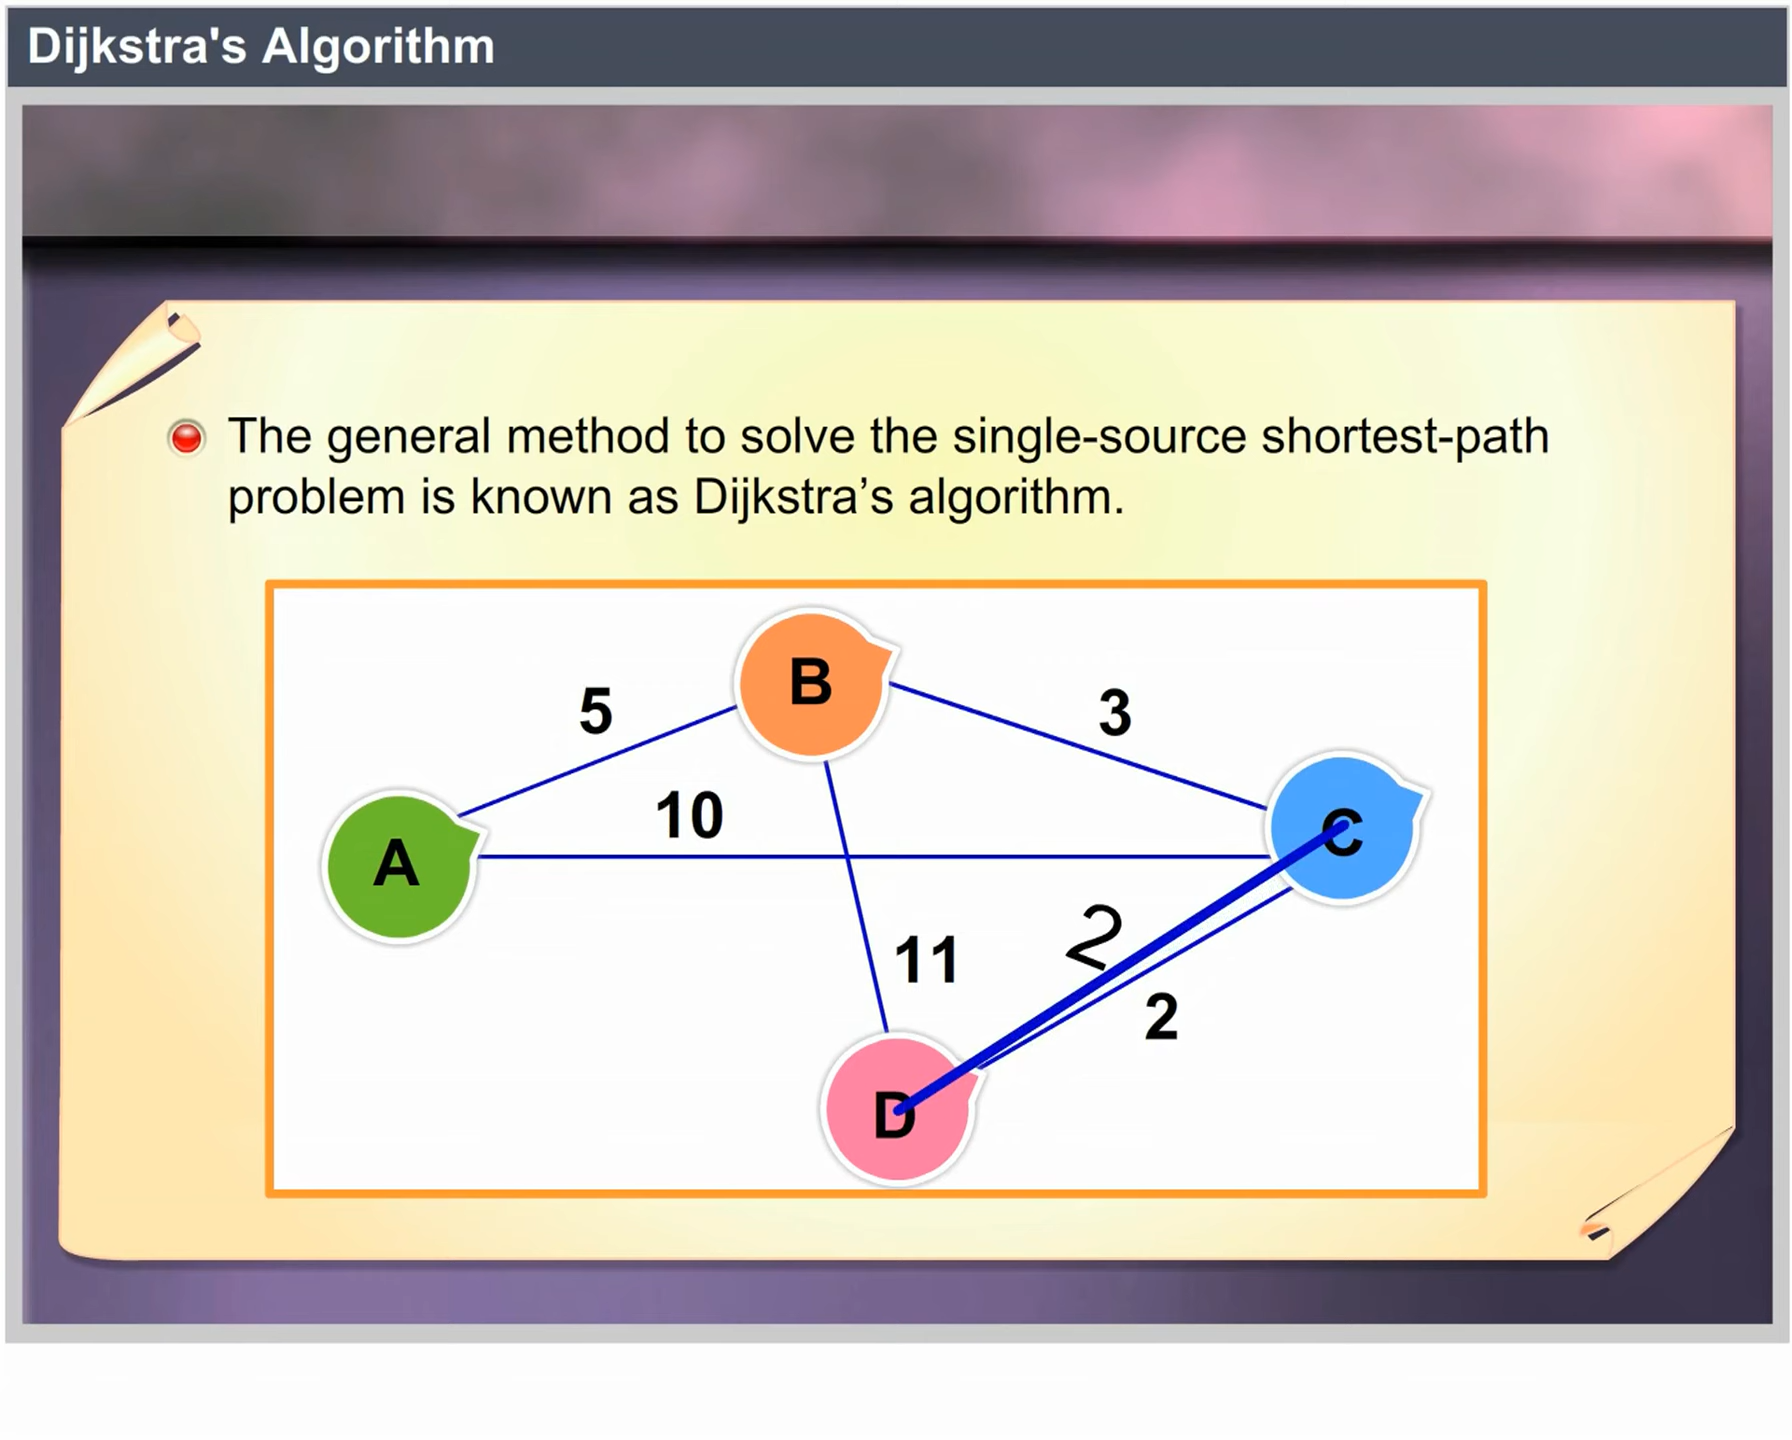 Dijkstra's Algorithm
The general method to solve the single-source shortest-path
problem is known as Dijkstra’s algorithm.
B
5
3
10
C
A
2
11
2
D